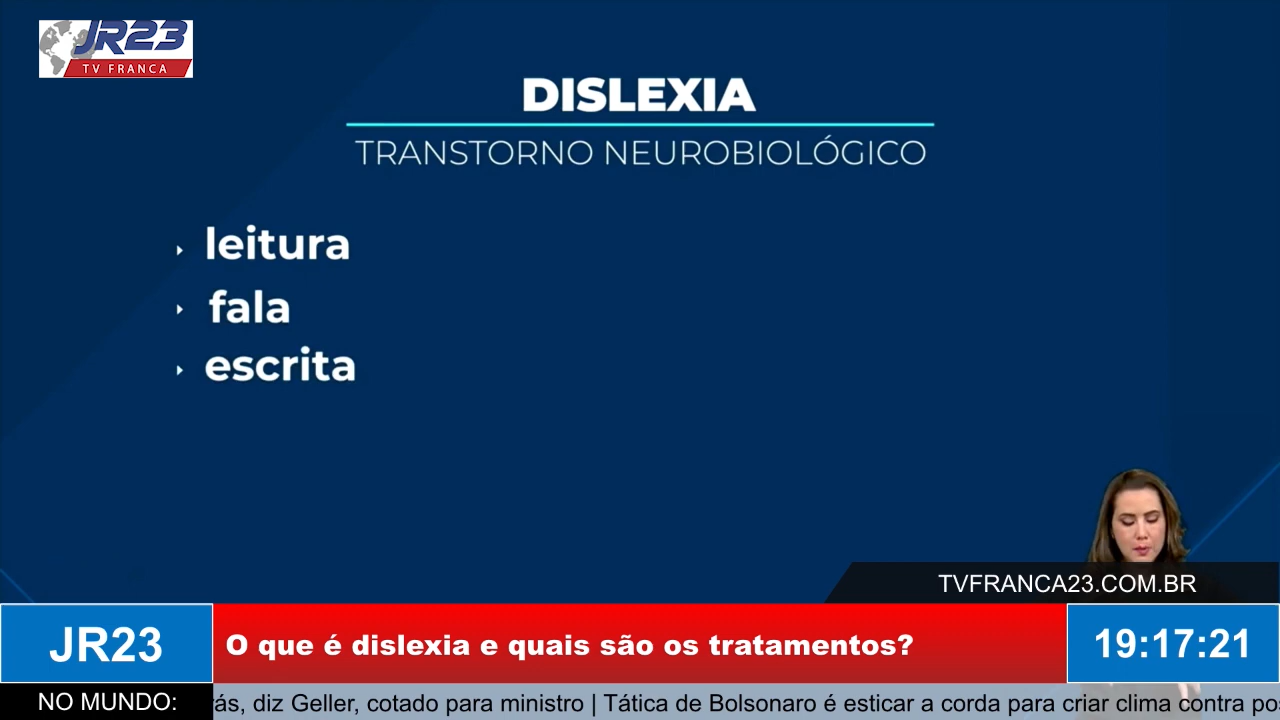 JR23
TV FRANCA
DISLEXIA
TRANSTORNO NEUROBIOLÓGICO
leitura
fala
escrita
TVFRANCA23.COM.BR
JR23
O que é dislexia e quais são os tratamentos?
19:17:21
NO MUNDO:
diz Geller, cotado para ministro | Tática de Bolsonaro é esticar a corda para criar clima contra